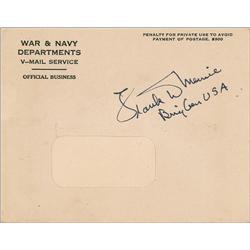 WAR & NAVY
DEPARTMENTS
V–MAIL SERVICE
OFFICIAL BUSINESS
PENALTY FOR PRIVATE USE TO AVOID
PAYMENT OF POSTAGE, $300
Frank
Brig Gen USA